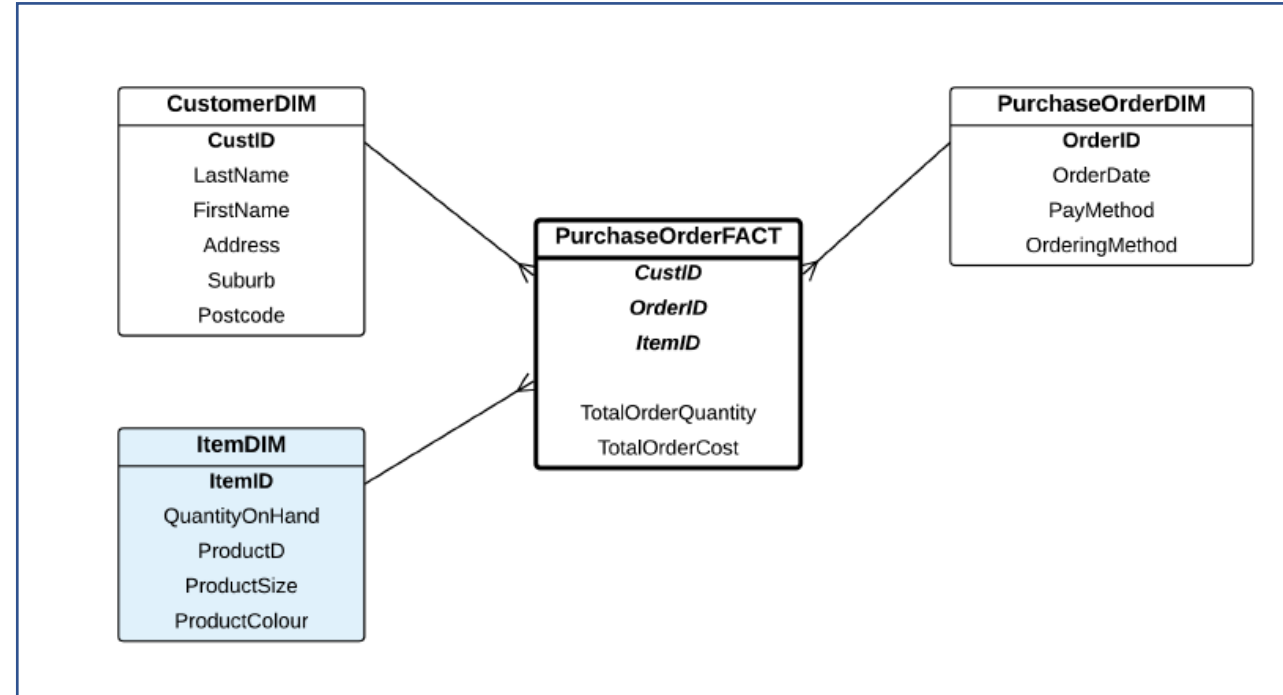 CustomerDIM
CustID
LastName
FirstName
Address
Suburb
Postcode
PurchaseOrderDIM
OrderID
OrderDate
PayMethod
OrderingMethod
PurchaseOrderFACT
CustID
OrderID
ItemID
TotalOrderQuantity
TotalOrderCost
ItemDIM
ItemID
QuantityOnHand
ProductD
ProductSize
ProductColour